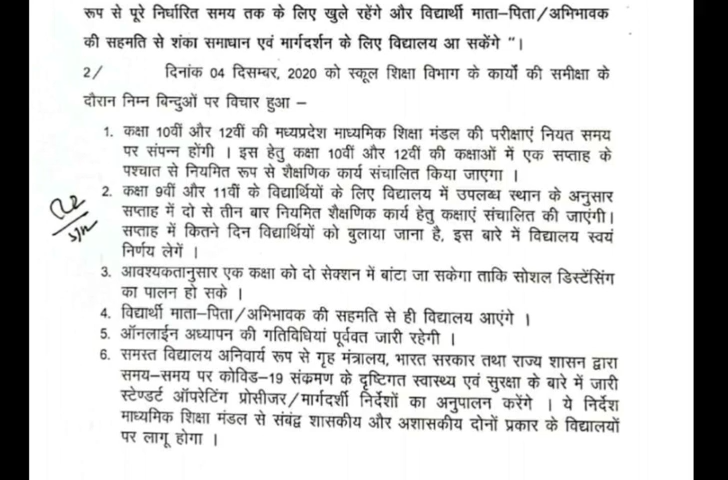 रूप से पूरे निर्धारित समय तक के लिए खुले रहेंगे और विद्यार्थी माता-पिता/अभिभावक
की सहमति से शंका समाधान एवं मार्गदर्शन के लिए विद्यालय आ सकेंगे "।
2/ दिनांक 04 दिसम्बर, 2020 को स्कूल शिक्षा विभाग के कार्यो की समीक्षा के
दौरान निम्न बिन्दुओं पर विचार हुआ –
1. कक्षा 10वीं और 12वीं की मध्यप्रदेश माध्यमिक शिक्षा मंडल की परीक्षाएं नियत समय
पर संपन्न होंगी । इस हेतु कक्षा 10वीं और 12वीं की कक्षाओं में एक सप्ताह के
पश्चात से नियमित रूप से शैक्षणिक कार्य संचालित किया जाएगा ।
2. कक्षा 9वीं और 11वीं के विद्यार्थियों के लिए विद्यालय में उपलब्ध स्थान के अनुसार
सप्ताह में दो से तीन बार नियमित शैक्षणिक कार्य हेतु कक्षाएं संचालित की जाएंगी।
सप्ताह में कितने दिन विद्यार्थियों को बुलाया जाना है, इस बारे में विद्यालय स्वयं
निर्णय लेगें ।
3. आवश्यकतानुसार एक कक्षा को दो सेक्शन में बांटा जा सकेगा ताकि सोशल डिस्टेंसिंग
का पालन हो सके ।
4. विद्यार्थी माता-पिता/अभिभावक की सहमति से ही विद्यालय आएंगे ।
5. ऑनलाईन अध्यापन की गतिविधियां पूर्ववत जारी रहेगी ।
6. समस्त विद्यालय अनिवार्य रूप से गृह मंत्रालय, भारत सरकार तथा राज्य शासन द्वारा
समय-समय पर कोविड-19 संक्रमण के दृष्टिगत स्वास्थ्य एवं सुरक्षा के बारे में जारी
स्टेण्डर्ट ऑपरेटिंग प्रोसीजर/मार्गदर्शी निर्देशों का अनुपालन करेंगे । ये निर्देश
माध्यमिक शिक्षा मण्डल से संबंद्व शासकीय और अशासकीय दोनों प्रकार के विद्यालयों
पर लागू होगा ।